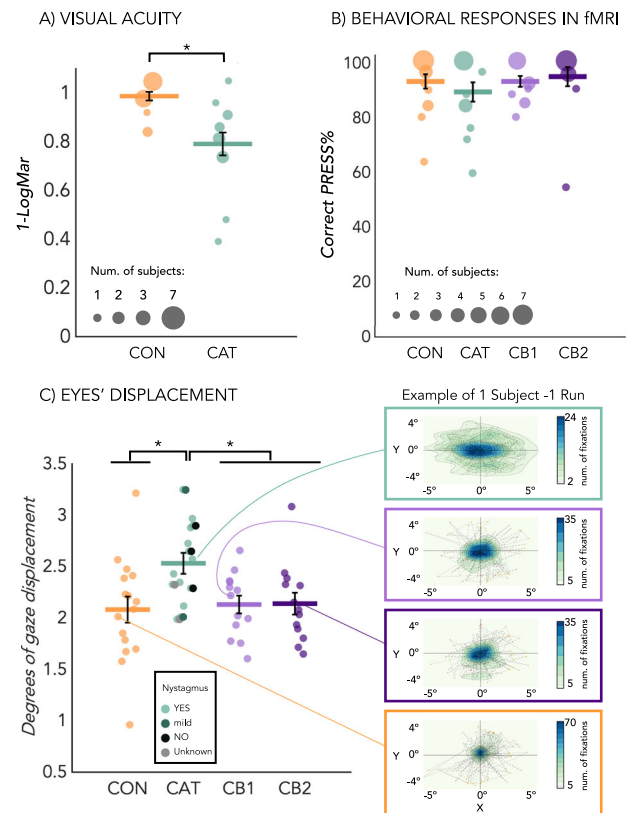 A) VISUAL ACUITY
B) BEHAVIORAL RESPONSES IN fMRI
*
1-LogMar
1
0.8
0.6
0.4
0.2
0
Num. of subjects:
1 2 3 7
CON CAT
Correct PRESS%
100
80
60
40
20
0
Num. of subjects:
1 2 3 4 5 6 7
CON CAT CB1 CB2
C) EYES' DISPLACEMENT
Example of 1 Subject -1 Run
* *
Degrees of gaze displacement
3.5
3
2.5
2
1.5
1
0.5
Nystagmus
YES
mild
NO
Unknown
CON CAT CB1 CB2
4°
Y 0°
-4°
-5° 0° 5°
24
2
num. of fixations
4°
Y 0°
-4°
-5° 0° 5°
35
5
num. of fixations
4°
Y 0°
-4°
-5° 0° 5°
35
5
num. of fixations
4°
Y 0°
-4°
-5° 0° 5°
X
70
5
num. of fixations